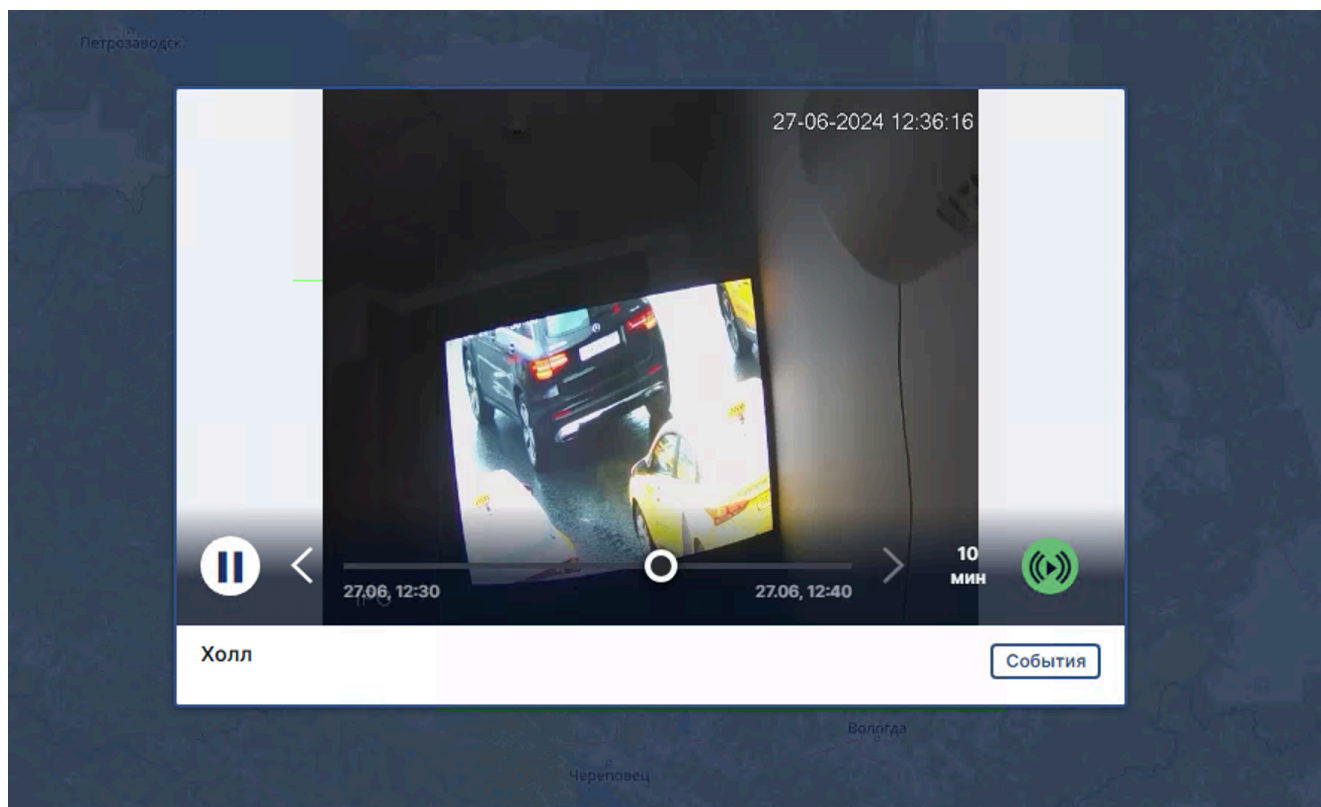 Петрозаводск
27-06-2024 12:36:16
10
мин
27.06, 12:30
27.06, 12:40
Холл
События
Вологда
Череповец